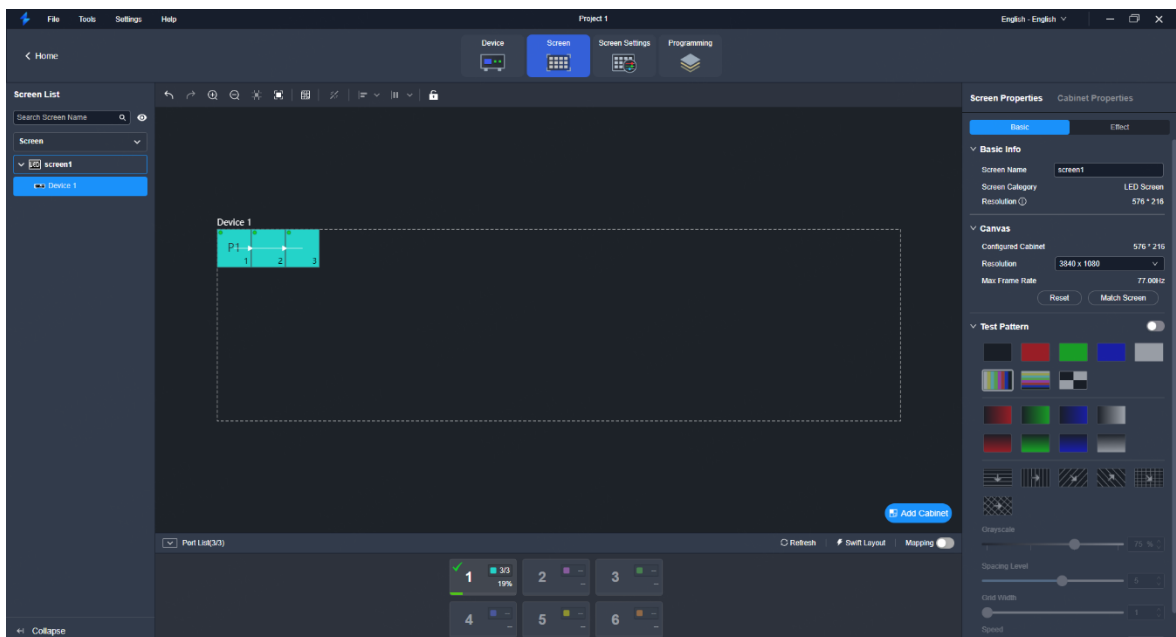 File Tools Settings Help Project 1 English - English
Home
Device Screen Screen Settings Programming
Screen List
Search Screen Name
Screen
screen1
Device 1
Screen Properties Cabinet Properties
Basic Effect
Basic Info
Screen Name screen1
Screen Category LED Screen
Resolution 576 * 216
Canvas
Configured Cabinet 576 * 216
Resolution 3840 x 1080
Max Frame Rate 77.00Hz
Reset Match Screen
Test Pattern
Grayscale
75 %
Spacing Level
5
Grid Width
1
Speed
Device 1
P1
1 2 3
Add Cabinet
Port List(3/3) Refresh Swift Layout Mapping
1 3/3 19% 2 -- -- 3 -- --
4 -- -- 5 -- -- 6 -- --
Collapse